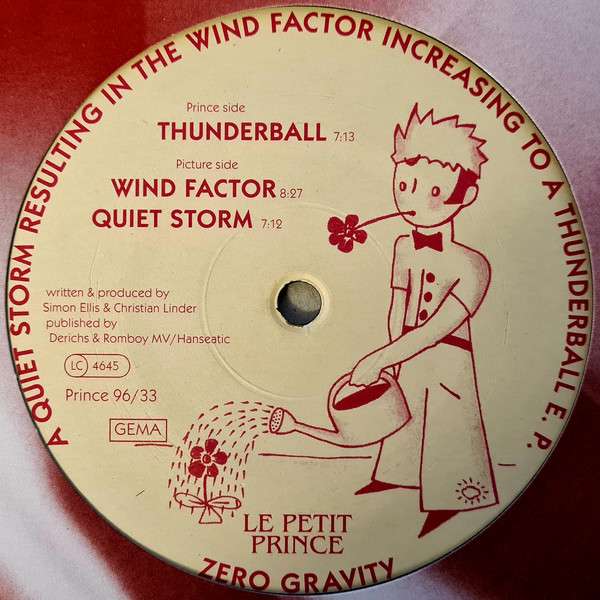 A QUIET STORM RESULTING IN THE WIND FACTOR INCREASING TO A THUNDERBALL E. P.
Prince side
THUNDERBALL 7:13
Picture side
WIND FACTOR 8:27
QUIET STORM 7:12
written & produced by
Simon Ellis & Christian Linder
published by
Derichs & Romboy MV/Hanseatic
LC 4645
Prince 96/33
GEMA
LE PETIT
PRINCE
ZERO GRAVITY